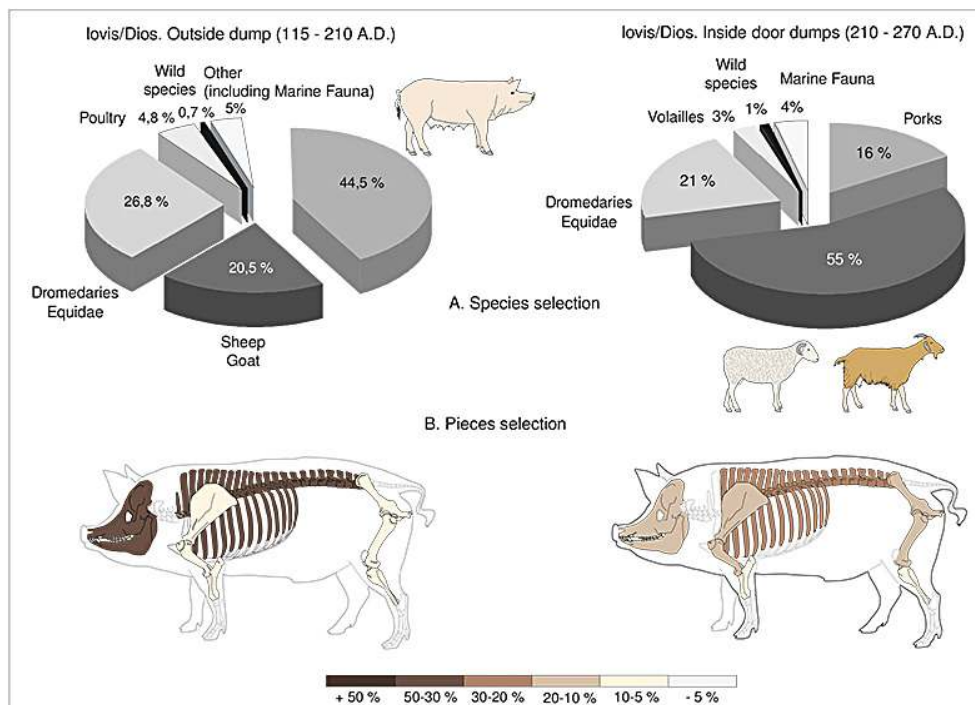 Iovis/Dios. Outside dump (115 - 210 A.D.)
Wild
species
Other
(including Marine Fauna)
Poultry
4,8 %
0,7 %
5%
44,5 %
26,8 %
20,5 %
Dromedaries
Equidae
Sheep
Goat
Iovis/Dios. Inside door dumps (210 - 270 A.D.)
Wild
species
Marine Fauna
Volailles
3%
1%
4%
Porks
16 %
21 %
Dromedaries
Equidae
55 %
A. Species selection
B. Pieces selection
+ 50 %
50-30 %
30-20 %
20-10 %
10-5 %
- 5 %